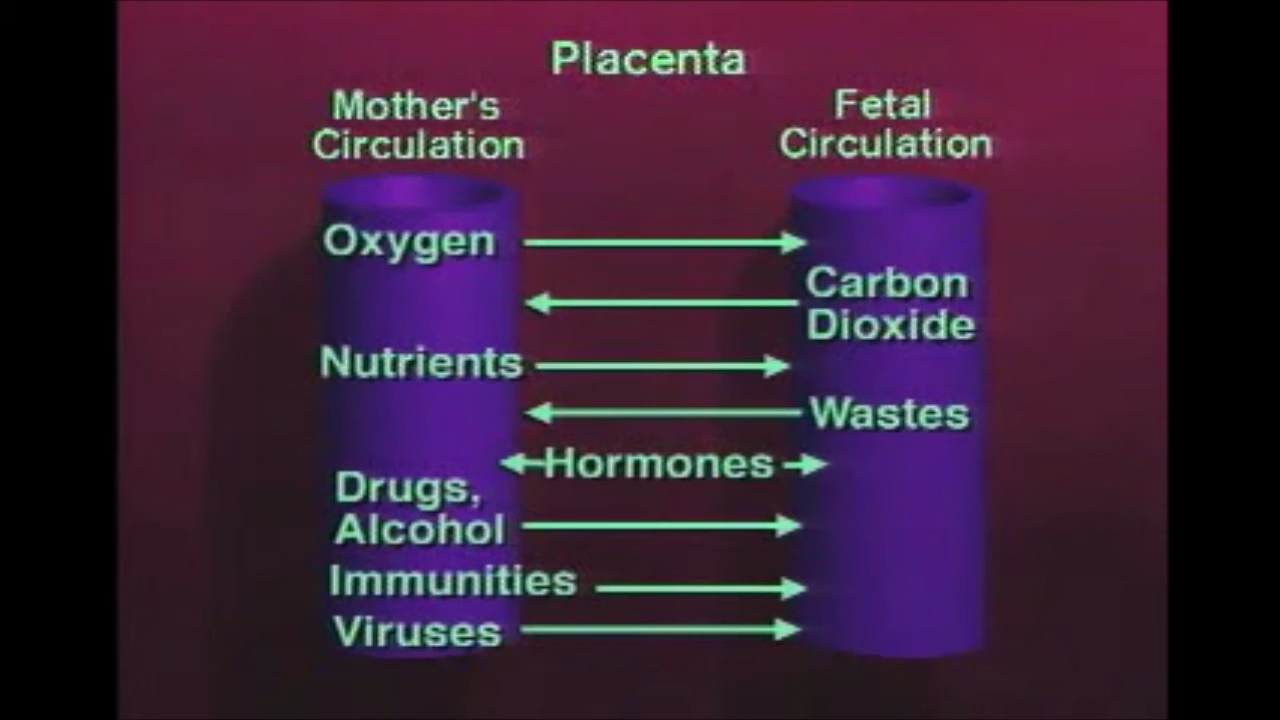 Placenta
Mother's
Circulation
Fetal
Circulation
Oxygen
Carbon
Dioxide
Nutrients
Wastes
Hormones
Drugs,
Alcohol
Immunities
Viruses